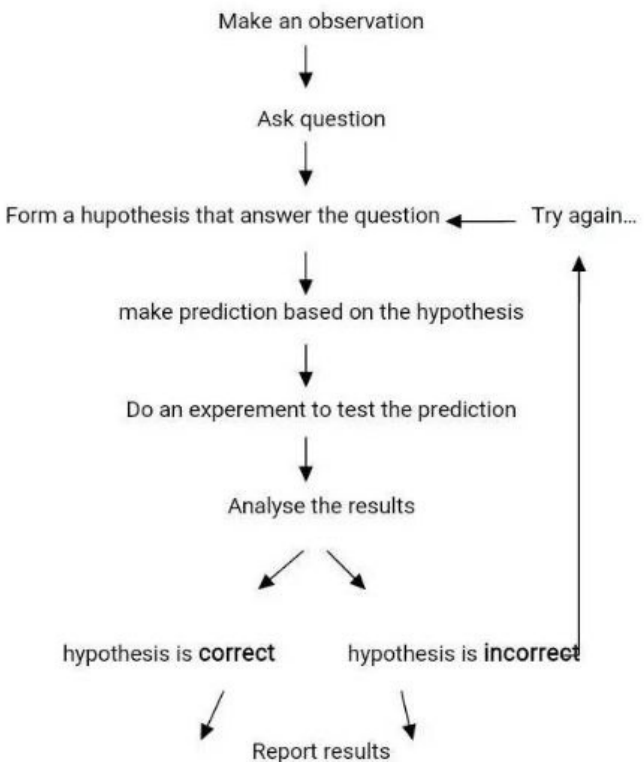 Make an observation
Ask question
Form a hupothesis that answer the question
Try again...
make prediction based on the hypothesis
Do an experement to test the prediction
Analyse the results
hypothesis is correct
hypothesis is incorrect
Report results